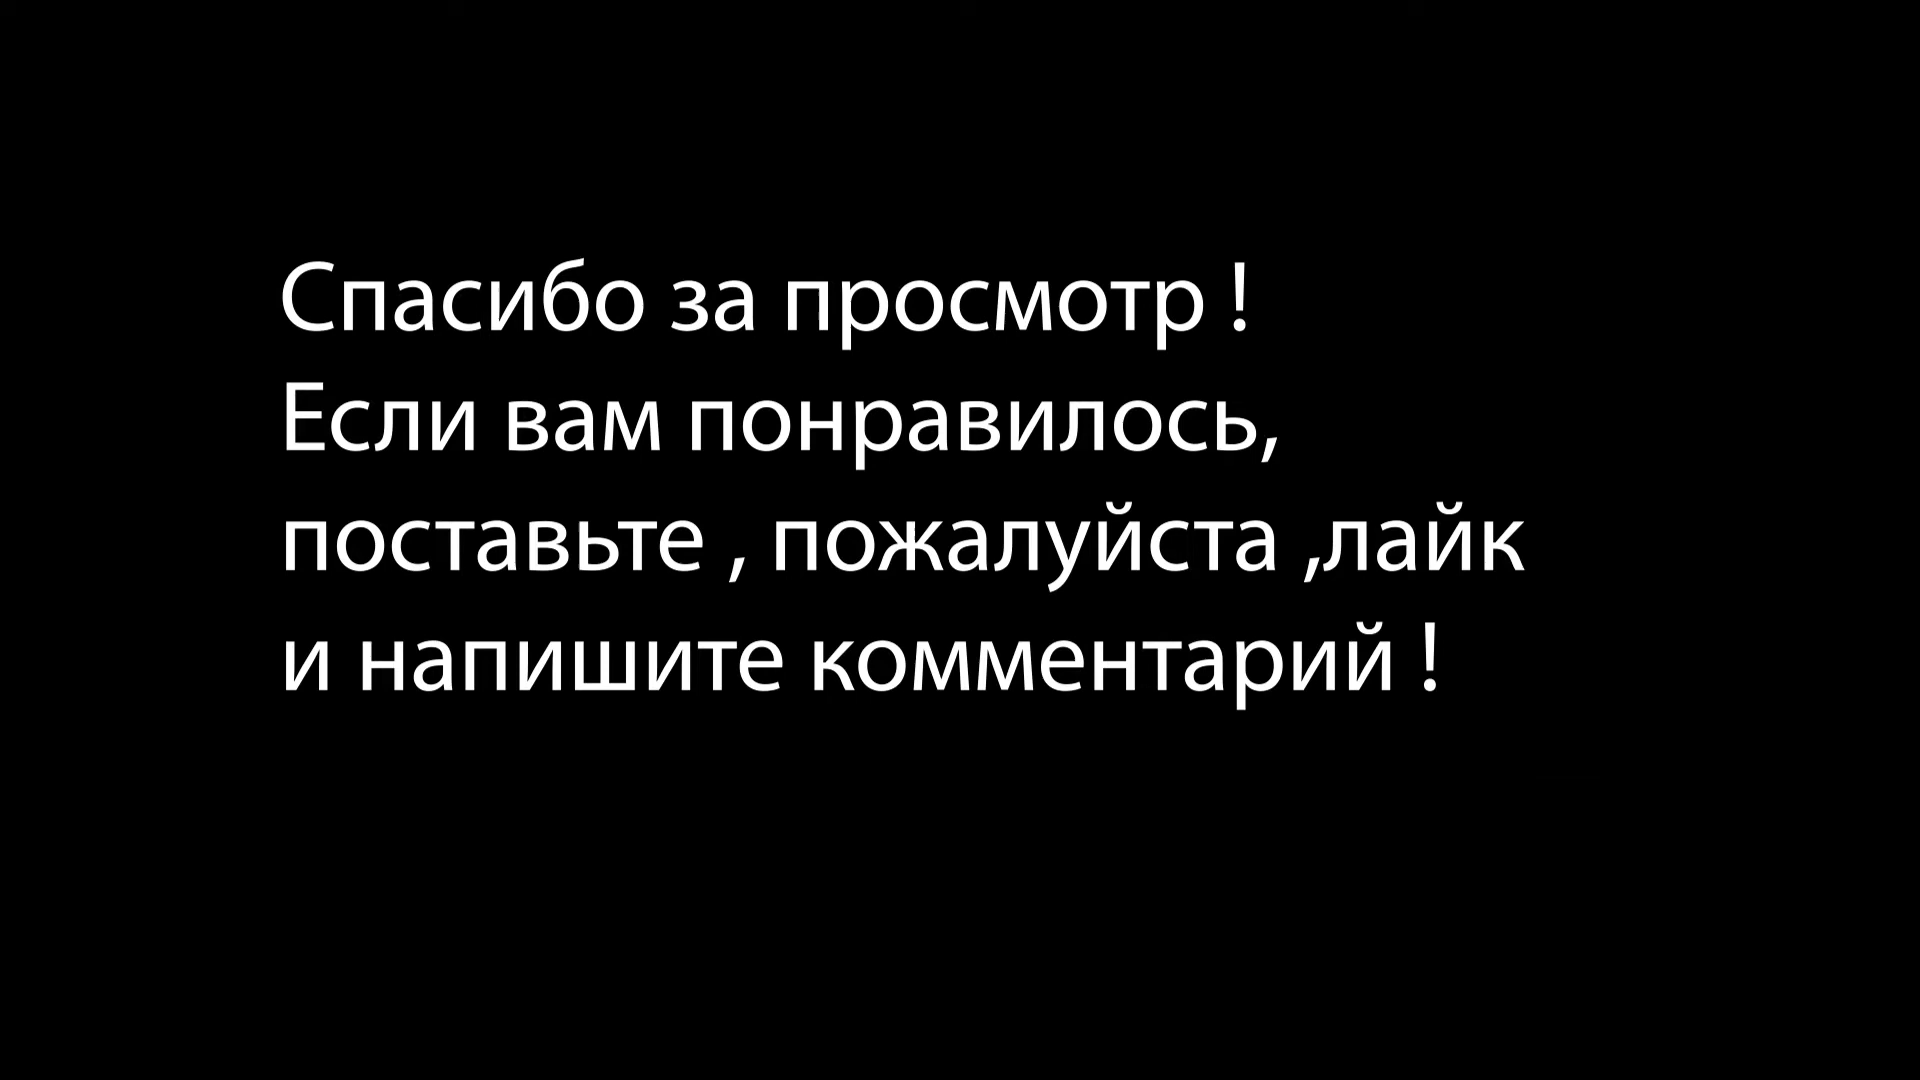 Спасибо за просмотр !
Если вам понравилось,
поставьте , пожалуйста ,лайк
и напишите комментарий !